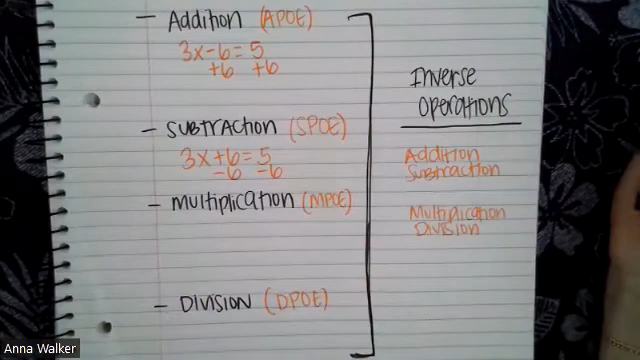 - Addition (APOE)
3x-6=5
+6 +6
- Subtraction (SPOE)
3x+6=5
-6 -6
- Multiplication (MPOE)
- Division (DPOE)
Inverse
Operations
Addition
Subtraction
Multiplication
Division
Anna Walker